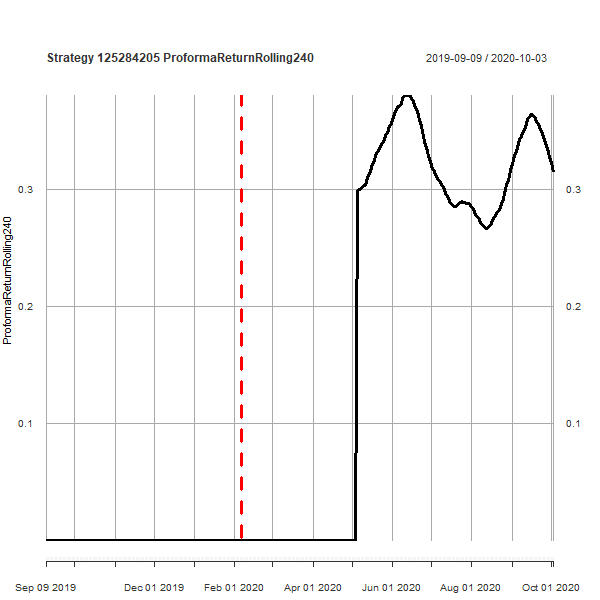 Strategy 125284205 ProformaReturnRolling240
2019-09-09 / 2020-10-03
ProformaReturnRolling240
0.3
0.3
0.2
0.2
0.1
0.1
Sep 09 2019
Dec 01 2019
Feb 01 2020
Apr 01 2020
Jun 01 2020
Aug 01 2020
Oct 01 2020